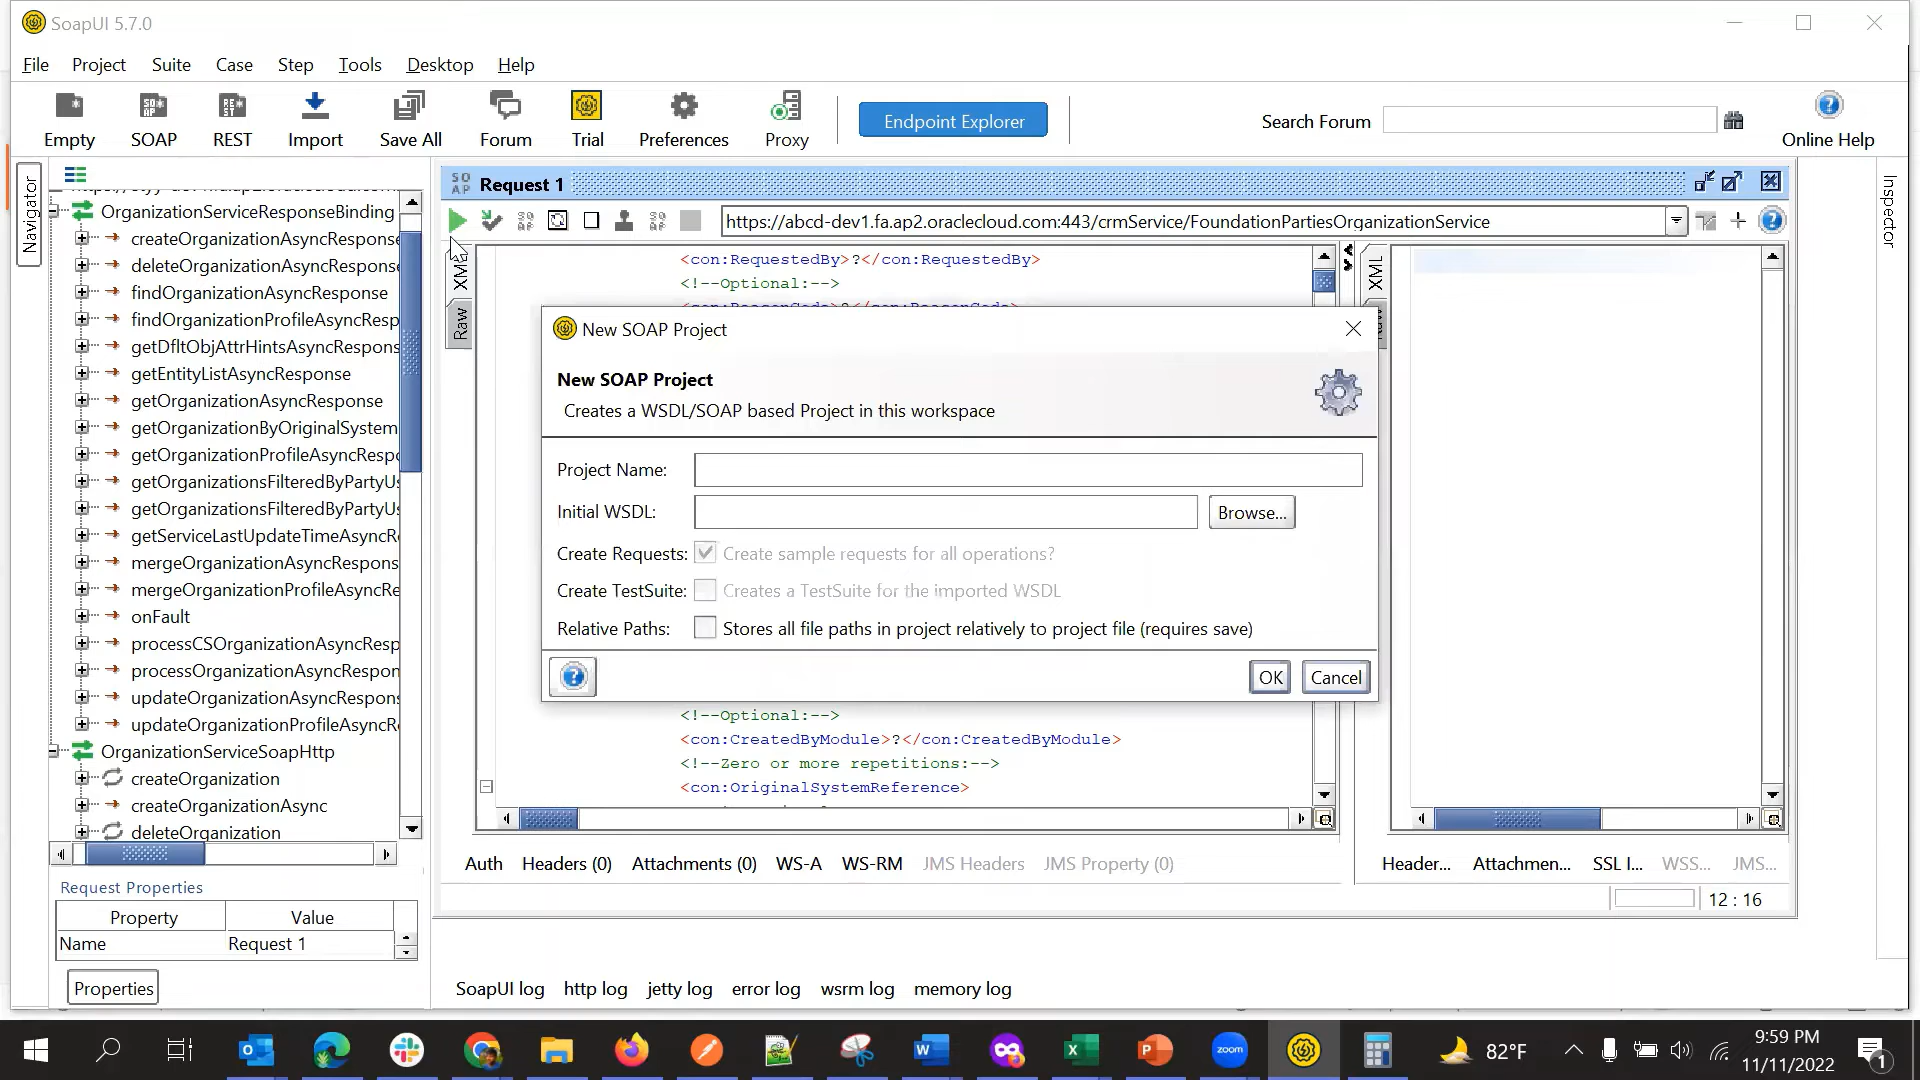 SoapUI 5.7.0
File Project Suite Case Step Tools Desktop Help
Empty SOAP REST Import Save All Forum Trial Preferences Proxy
Endpoint Explorer
Search Forum
Online Help
Navigator
OrganizationServiceResponseBinding
createOrganizationAsyncResponse
deleteOrganizationAsyncResponse
findOrganizationAsyncResponse
findOrganizationProfileAsyncResp
getDfltObjAttrHintsAsyncRespons
getEntityListAsyncResponse
getOrganizationAsyncResponse
getOrganizationByOriginalSystem
getOrganizationProfileAsyncRespo
getOrganizationsFilteredByPartyUs
getOrganizationsFilteredByPartyUs
getServiceLastUpdateTimeAsyncR
mergeOrganizationAsyncRespons
mergeOrganizationProfileAsyncRe
onFault
processCSOrganizationAsyncResp
processOrganizationAsyncRespon
updateOrganizationAsyncRespons
updateOrganizationProfileAsyncR
OrganizationServiceSoapHttp
createOrganization
createOrganizationAsync
deleteOrganization
Request Properties
Property Value
Name Request 1
Properties
Request 1
https://abcd-dev1.fa.ap2.oraclecloud.com:443/crmService/FoundationPartiesOrganizationService
XML
Raw
<con:RequestedBy>?</con:RequestedBy>
<!--Optional:-->
New SOAP Project
New SOAP Project
Creates a WSDL/SOAP based Project in this workspace
Project Name:
Initial WSDL: Browse...
Create Requests: Create sample requests for all operations?
Create TestSuite: Creates a TestSuite for the imported WSDL
Relative Paths: Stores all file paths in project relatively to project file (requires save)
OK Cancel
<!--Optional:-->
<con:CreatedByModule>?</con:CreatedByModule>
<!--Zero or more repetitions:-->
<con:OriginalSystemReference>
XML
Auth Headers (0) Attachments (0) WS-A WS-RM JMS Headers JMS Property (0)
Header... Attachmen... SSL I... WSS... JMS...
12 : 16
Inspector
SoapUI log http log jetty log error log wsrm log memory log
zoom
82°F
9:59 PM
11/11/2022
1